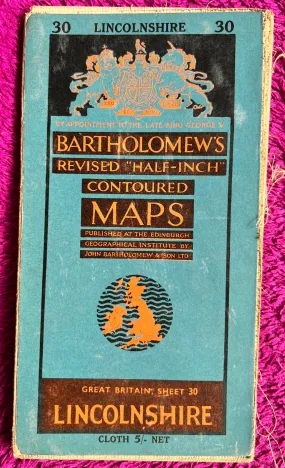 30 LINCOLNSHIRE 30
BY APPOINTMENT TO THE LATE KING GEORGE V
BARTHOLOMEW'S
REVISED "HALF-INCH"
CONTOURED
MAPS
PUBLISHED AT THE EDINBURGH
GEOGRAPHICAL INSTITUTE BY
JOHN BARTHOLOMEW & SON LTD
GREAT BRITAIN, SHEET 30
LINCOLNSHIRE
CLOTH 5/- NET